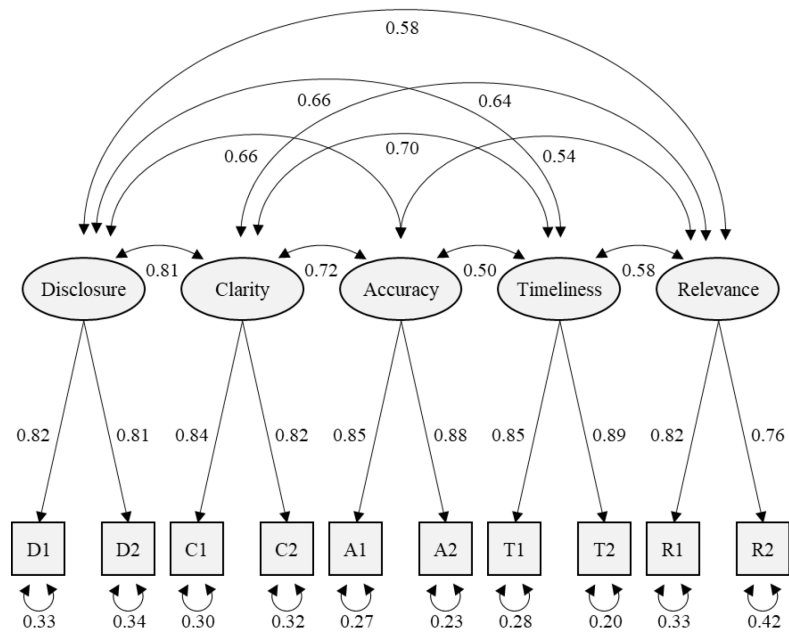 0.58
0.66 0.64
0.66 0.70 0.54
0.81 0.72 0.50 0.58
Disclosure Clarity Accuracy Timeliness Relevance
0.82 0.81 0.84 0.82 0.85 0.88 0.85 0.89 0.82 0.76
D1 D2 C1 C2 A1 A2 T1 T2 R1 R2
0.33 0.34 0.30 0.32 0.27 0.23 0.28 0.20 0.33 0.42